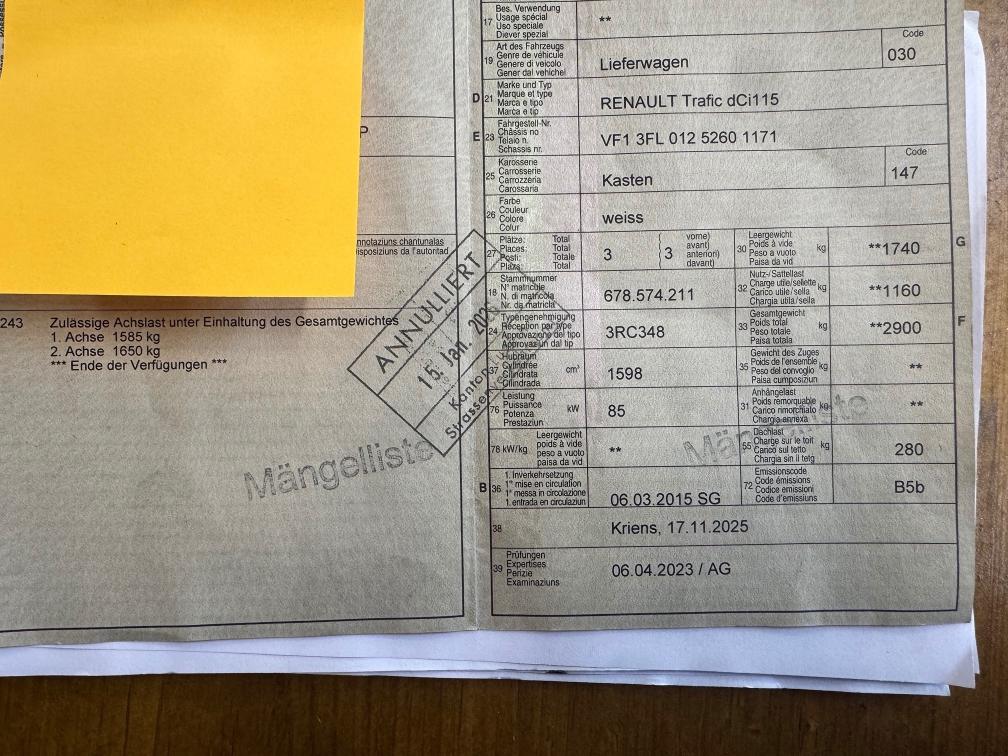 P
nnotaziuns chantunalas
isposiziuns da l'autoritad
243 Zulässige Achslast unter Einhaltung des Gesamtgewichtes
1. Achse 1585 kg
2. Achse 1650 kg
*** Ende der Verfügungen ***
ANNULLIERT
15. Jan.
Kanton
Mängelliste
17 Bes. Verwendung
Usage spécial
Uso speciale
Diever spezial
**
19 Art des Fahrzeugs
Genre de véhicule
Genere di veicolo
Gener dal vehichel
Lieferwagen
Code
030
D 21 Marke und Typ
Marque et type
Marca e tipo
Marca e tip
RENAULT Trafic dCi115
E 23 Fahrgestell-Nr.
Châssis no
Telaio n.
Schassis nr.
VF1 3FL 012 5260 1171
25 Karosserie
Carrosserie
Carrozzeria
Carossaria
Kasten
Code
147
26 Farbe
Couleur
Colore
Colur
weiss
27 Plätze: Total
Places: Total
Posti: Totale
Plazs: Total
3
3
vorne)
avant)
anterion)
davant)
30 Leergewicht
Poids à vide kg
Peso a vuoto
Paisa da vid
**1740
G
18 Stammnummer
N° matricule
N. di matricola
Nr. da matricla
678.574.211
32 Nutz-/Sattellast
Charge utile/sellette kg
Carico utile/sella
Chargia utila/sella
**1160
24 Typengenehmigung
Réception par type
Approvazione del tipo
Approvaziun dal tip
3RC348
33 Gesamtgewicht
Poids total kg
Peso totale
Paisa totala
**2900
F
37 Hubraum
Cylindrée cm³
Cilindrata
Cilindrada
1598
35 Gewicht des Zuges
Poids de l'ensemble kg
Peso del convoglio
Paisa cumposiziun
**
76 Leistung
Puissance kW
Potenza
Prestaziun
85
31 Anhängelast
Poids remorquable kg
Carico rimorchiato
Chargia annexa
**
78 kW/kg Leergewicht
poids à vide
peso a vuoto
paisa da vid
**
55 Dachlast
Charge sur le toit kg
Carico sul tetto
Chargia sin il tetg
280
B 36 1. Inverkehrsetzung
1re mise en circulation
1a messa in circolazione
1. entrada en circulaziun
06.03.2015 SG
72 Emissionscode
Code émissions
Codice emissioni
Code d'emissiuns
B5b
38 Kriens, 17.11.2025
39 Prüfungen
Expertises
Perizie
Examinaziuns
06.04.2023 / AG